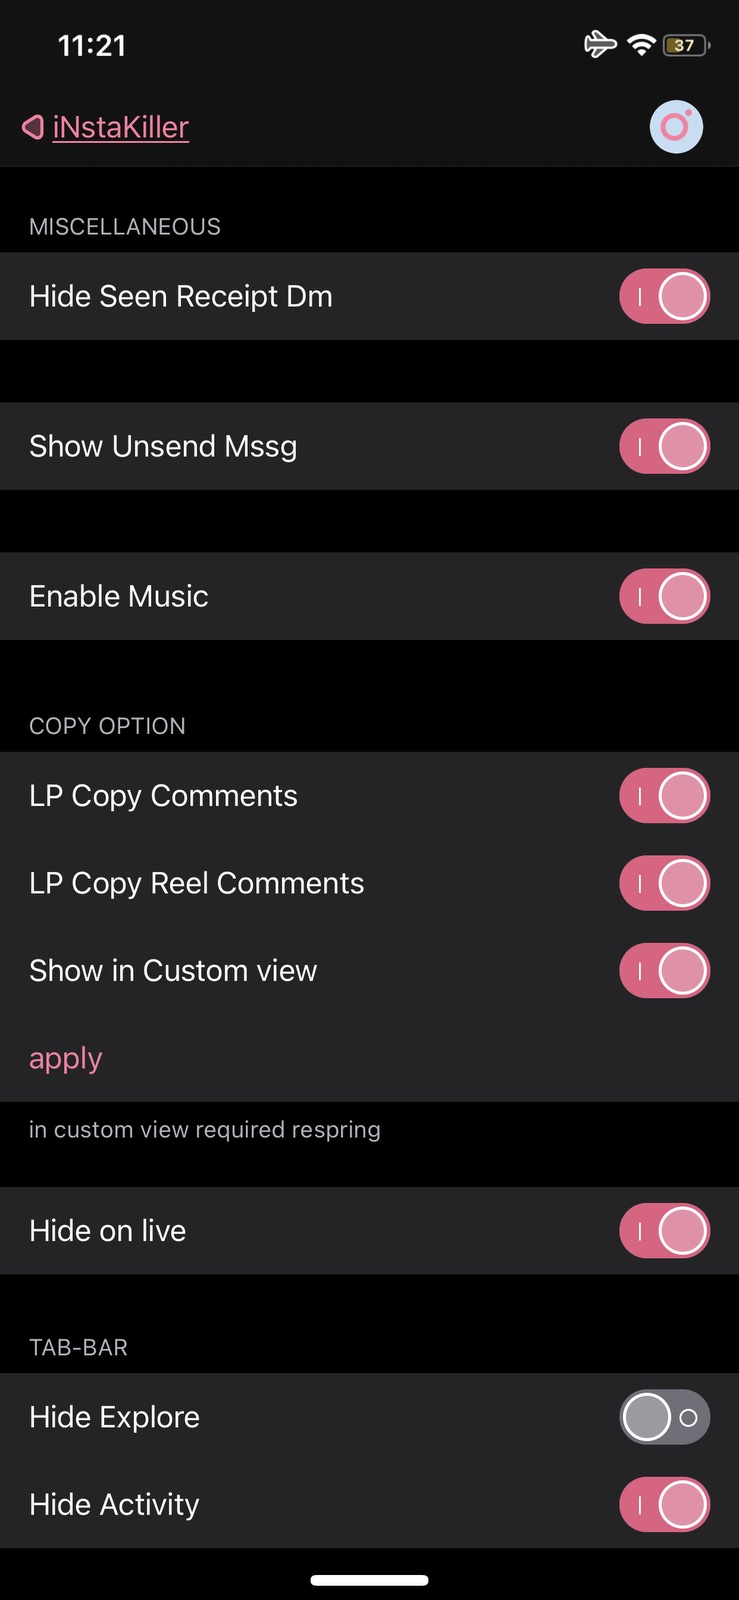 11:21
37
iNstaKiller
MISCELLANEOUS
Hide Seen Receipt Dm
Show Unsend Mssg
Enable Music
COPY OPTION
LP Copy Comments
LP Copy Reel Comments
Show in Custom view
apply
in custom view required respring
Hide on live
TAB-BAR
Hide Explore
Hide Activity